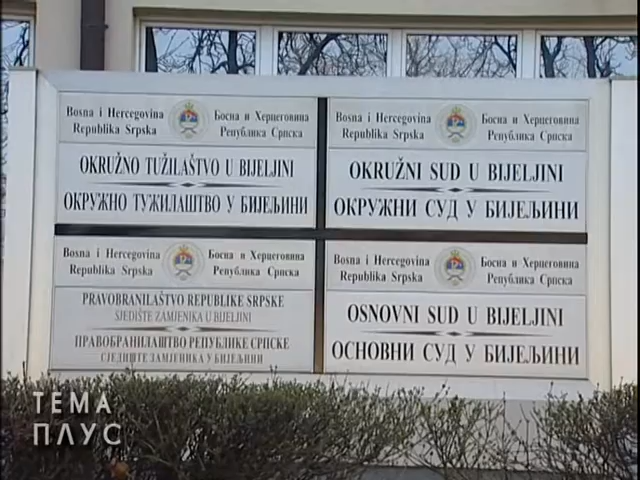 Bosna i Hercegovina
Republika Srpska
Босна и Херцеговина
Република Српска
OKRUŽNO TUŽILAŠTVO U BIJELJINI
ОКРУЖНО ТУЖИЛАШТВО У БИЈЕЉИНИ
Bosna i Hercegovina
Republika Srpska
Босна и Херцеговина
Република Српска
OKRUŽNI SUD U BIJELJINI
ОКРУЖНИ СУД У БИЈЕЉИНИ
Bosna i Hercegovina
Republika Srpska
Босна и Херцеговина
Република Српска
PRAVOBRANILAŠTVO REPUBLIKE SRPSKE
SJEDIŠTE ZAMJENIKA U BIJELJINI
ПРАВОБРАНИЛАШТВО РЕПУБЛИКЕ СРПСКЕ
СЈЕДИШТЕ ЗАМЈЕНИКА У БИЈЕЉИНИ
Bosna i Hercegovina
Republika Srpska
Босна и Херцеговина
Република Српска
OSNOVNI SUD U BIJELJINI
ОСНОВНИ СУД У БИЈЕЉИНИ
ТЕМА
ПЛУС